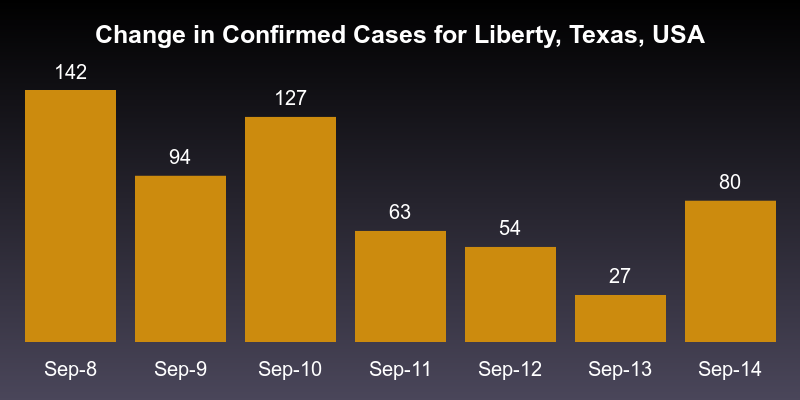 Change in Confirmed Cases for Liberty, Texas, USA
142
94
127
63
54
27
80
Sep-8
Sep-9
Sep-10
Sep-11
Sep-12
Sep-13
Sep-14